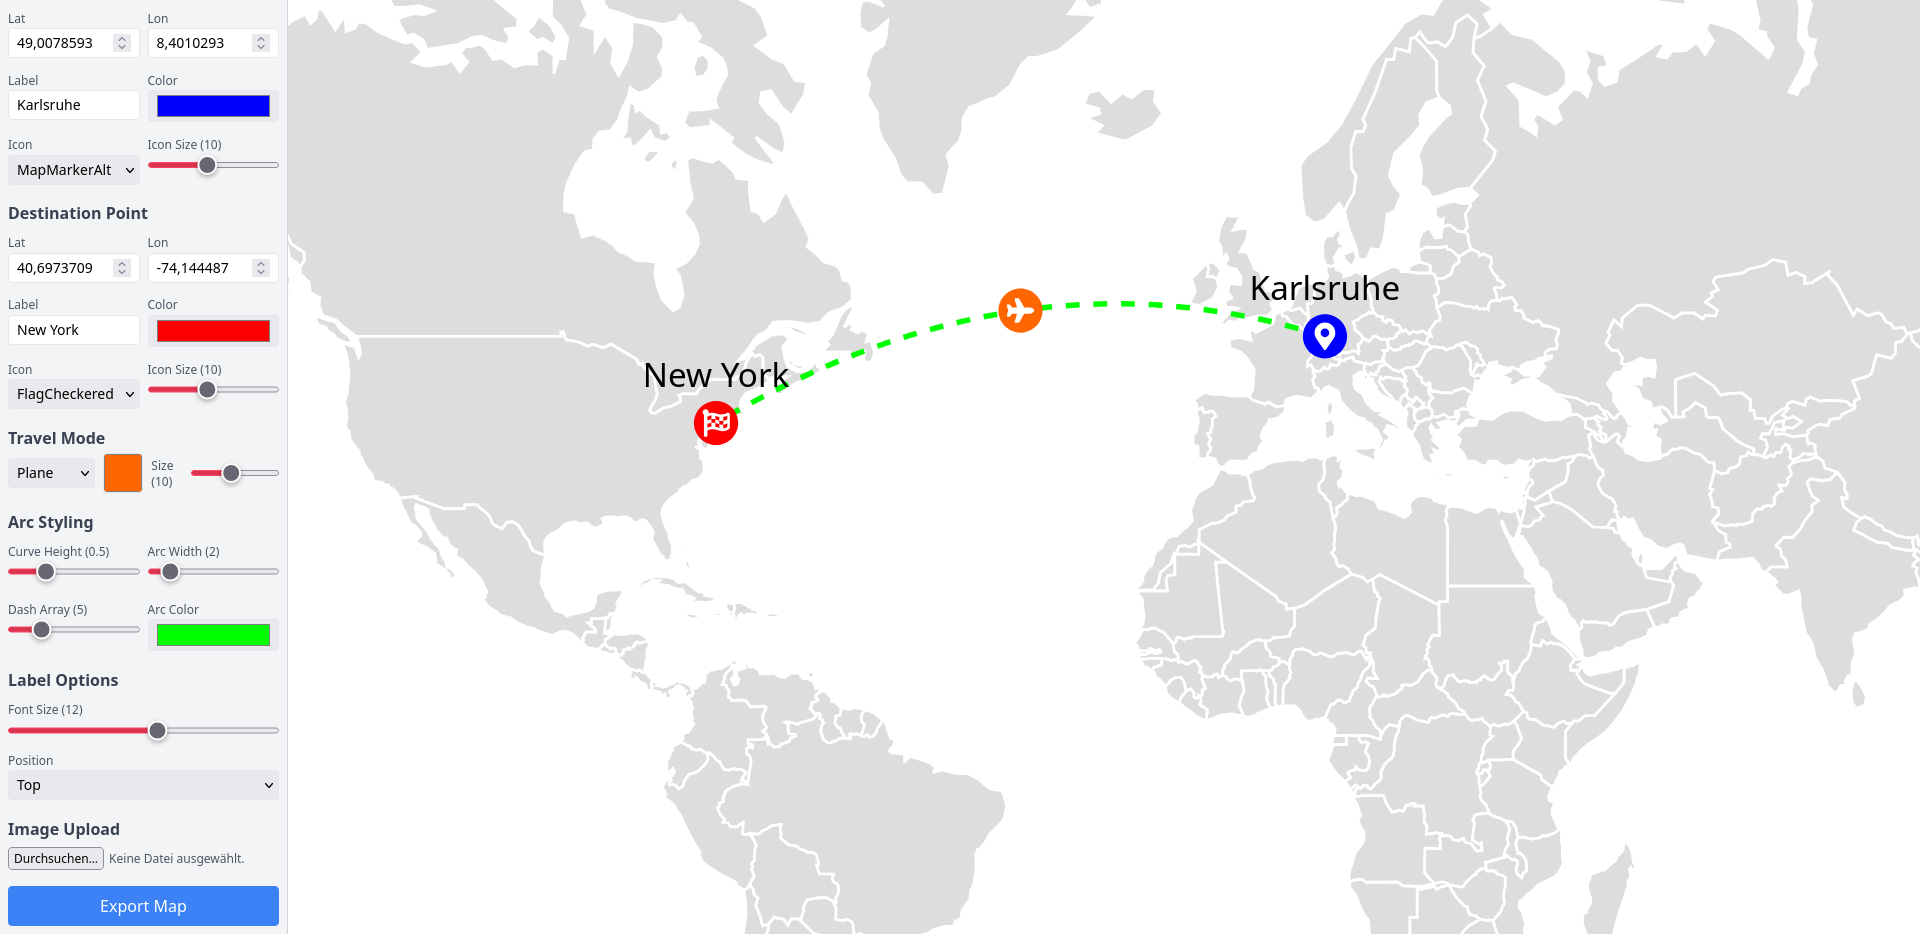 Lat Lon
49,0078593 8,4010293
Label Color
Karlsruhe
Icon Icon Size (10)
MapMarkerAlt
Destination Point
Lat Lon
40,6973709 -74,144487
Label Color
New York
Icon Icon Size (10)
FlagCheckered
Travel Mode
Plane Size
(10)
Arc Styling
Curve Height (0.5) Arc Width (2)
Dash Array (5) Arc Color
Label Options
Font Size (12)
Position
Top
Image Upload
Durchsuchen... Keine Datei ausgewählt.
Export Map
Karlsruhe
New York